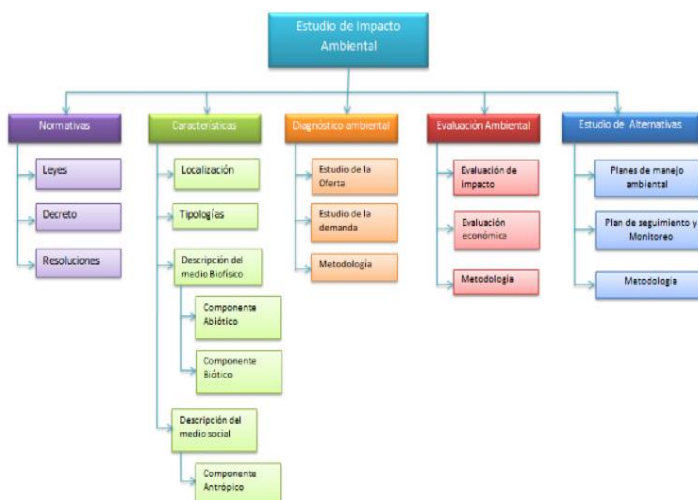 Estudio de Impacto
Ambiental
Normativas
Leyes
Decreto
Resoluciones
Características
Localización
Tipologías
Descripción del
medio Biofísico
Componente
Abiótico
Componente
Biótico
Descripción del
medio social
Componente
Antrópico
Diagnóstico ambiental
Estudio de la
Oferta
Estudio de la
demanda
Metodología
Evaluación Ambiental
Evaluación de
impacto
Evaluación
económica
Metodología
Estudio de Alternativas
Planes de manejo
ambiental
Plan de seguimiento y
Monitoreo
Metodología